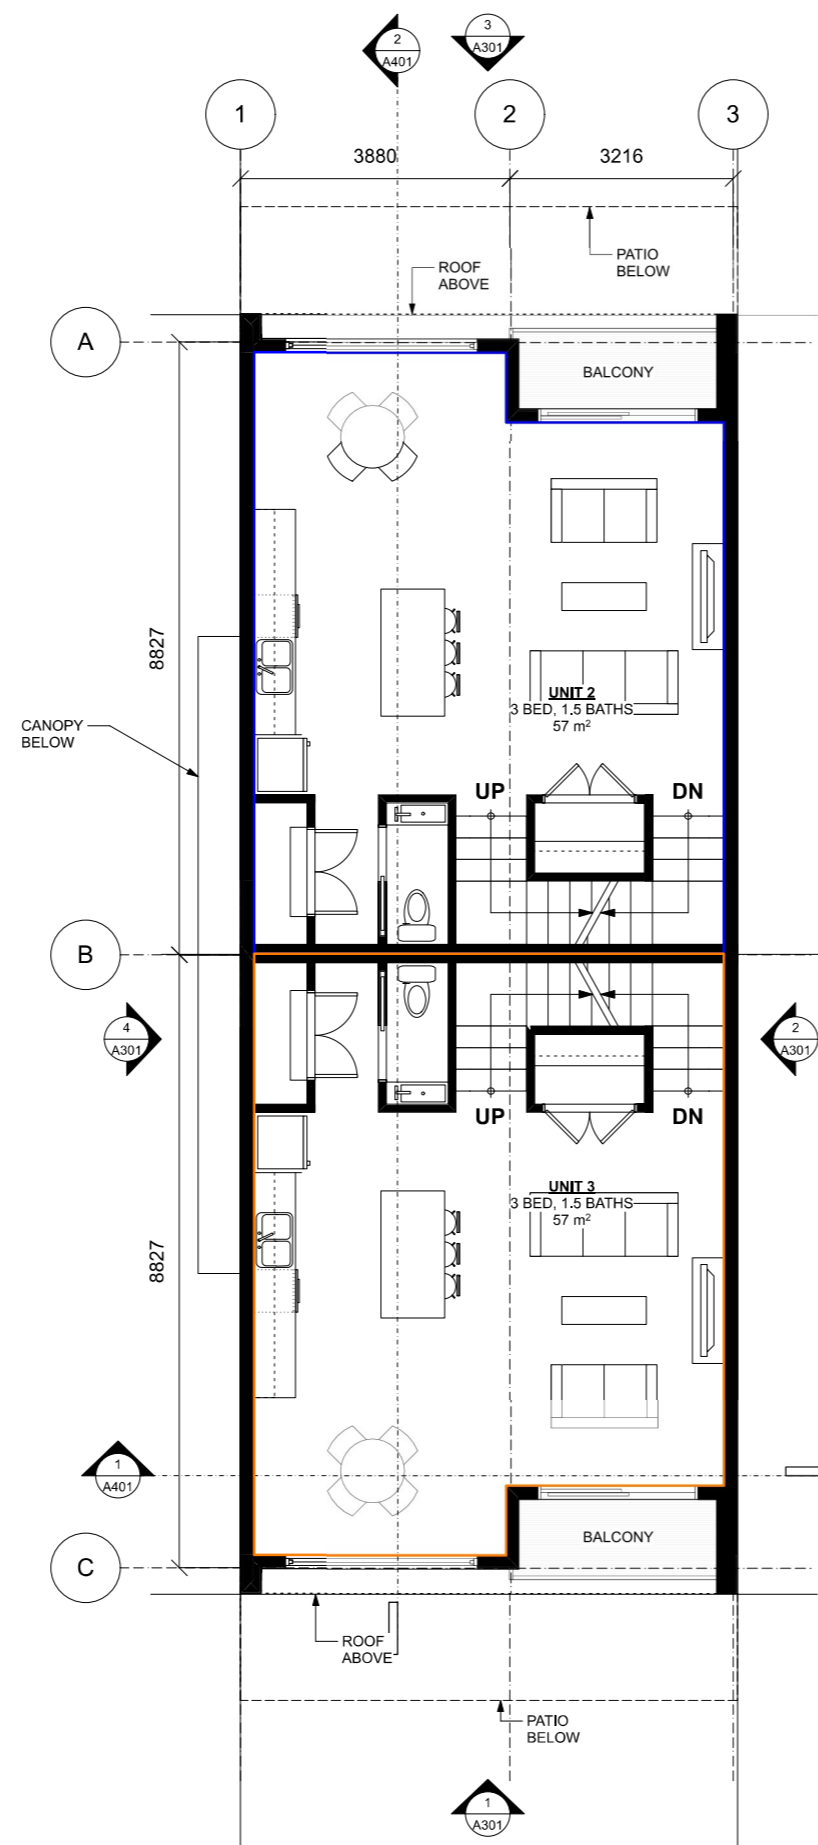 2
A401
3
A301
1
2
3
3880
3216
PATIO
BELOW
ROOF
ABOVE
A
BALCONY
8827
UNIT 2
3 BED, 1.5 BATHS
57 m²
CANOPY
BELOW
UP
DN
B
4
A301
2
A301
UP
DN
UNIT 3
3 BED, 1.5 BATHS
57 m²
8827
1
A401
BALCONY
C
ROOF
ABOVE
PATIO
BELOW
1
A301